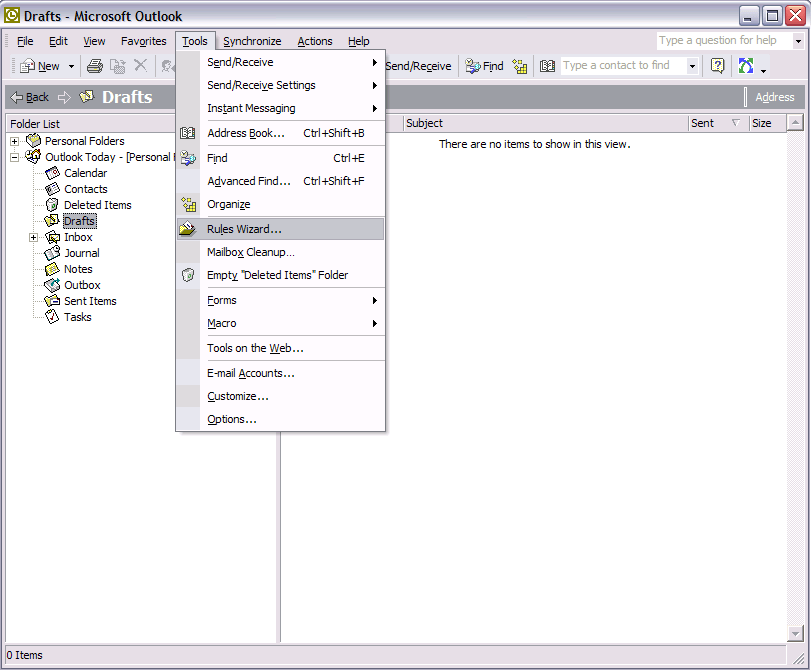 Drafts - Microsoft Outlook
File Edit View Favorites Tools Synchronize Actions Help Type a question for help
New Send/Receive Find Type a contact to find
Back Drafts Address
Folder List Subject Sent Size
There are no items to show in this view.
Personal Folders
Outlook Today - [Personal
Calendar
Contacts
Deleted Items
Drafts
Inbox
Journal
Notes
Outbox
Sent Items
Tasks
Send/Receive
Send/Receive Settings
Instant Messaging
Address Book... Ctrl+Shift+B
Find Ctrl+E
Advanced Find... Ctrl+Shift+F
Organize
Rules Wizard...
Mailbox Cleanup...
Empty "Deleted Items" Folder
Forms
Macro
Tools on the Web...
E-mail Accounts...
Customize...
Options...
0 Items